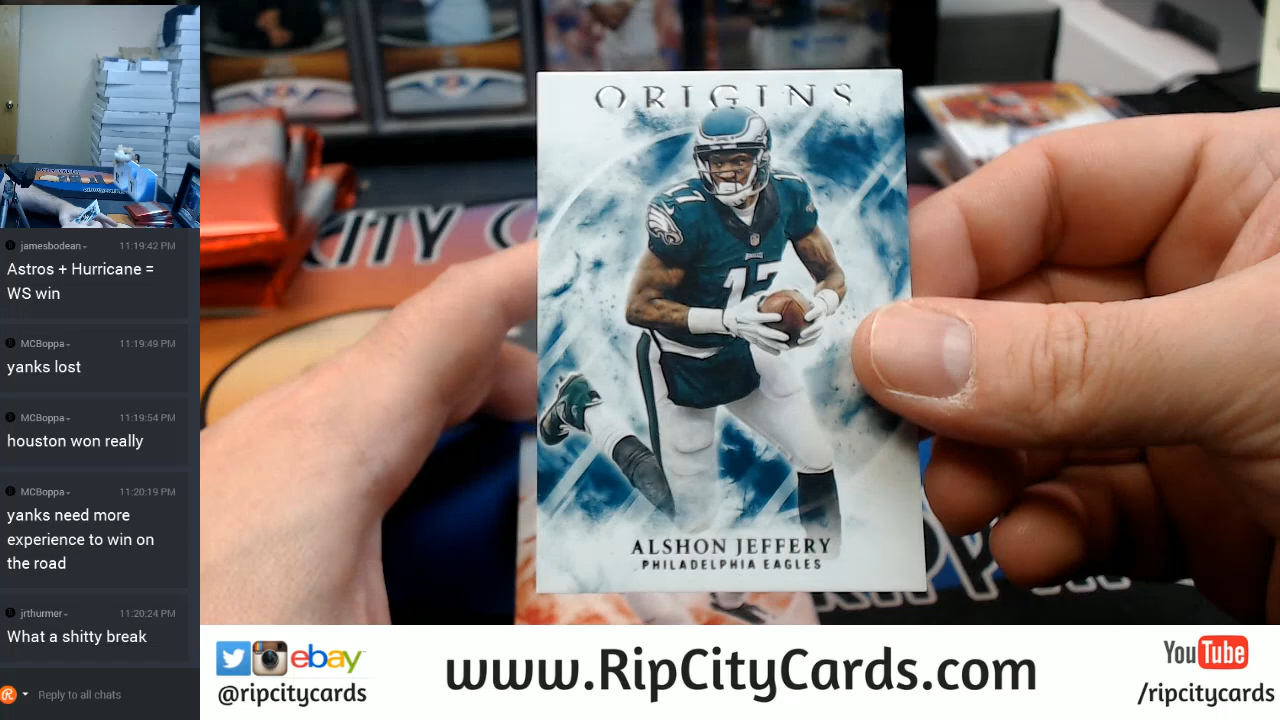 jamesbodean 11:19:42 PM
Astros + Hurricane =
WS win
MCBoppa 11:19:49 PM
yanks lost
MCBoppa 11:19:54 PM
houston won really
MCBoppa 11:20:19 PM
yanks need more
experience to win on
the road
jrthurmer 11:20:24 PM
What a shitty break
Reply to all chats
CITY
ORIGINS
17
17
ALSHON JEFFERY
PHILADELPHIA EAGLES
ebay
@ripcitycards
www.RipCityCards.com
YouTube
/ripcitycards